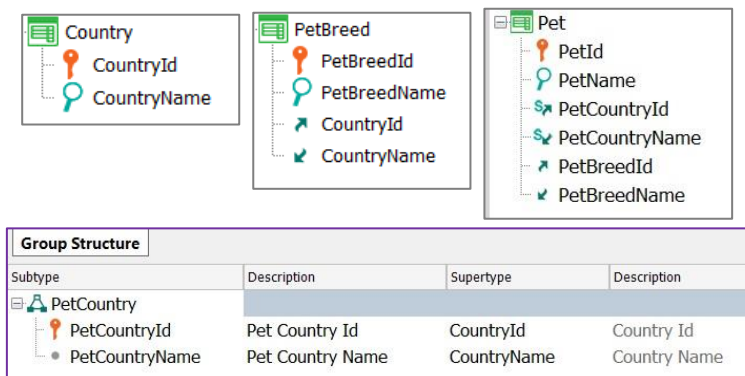 Country
CountryId
CountryName
PetBreed
PetBreedId
PetBreedName
CountryId
CountryName
Pet
PetId
PetName
PetCountryId
PetCountryName
PetBreedId
PetBreedName
Group Structure
Subtype Description Supertype Description
PetCountry
PetCountryId Pet Country Id CountryId Country Id
PetCountryName Pet Country Name CountryName Country Name